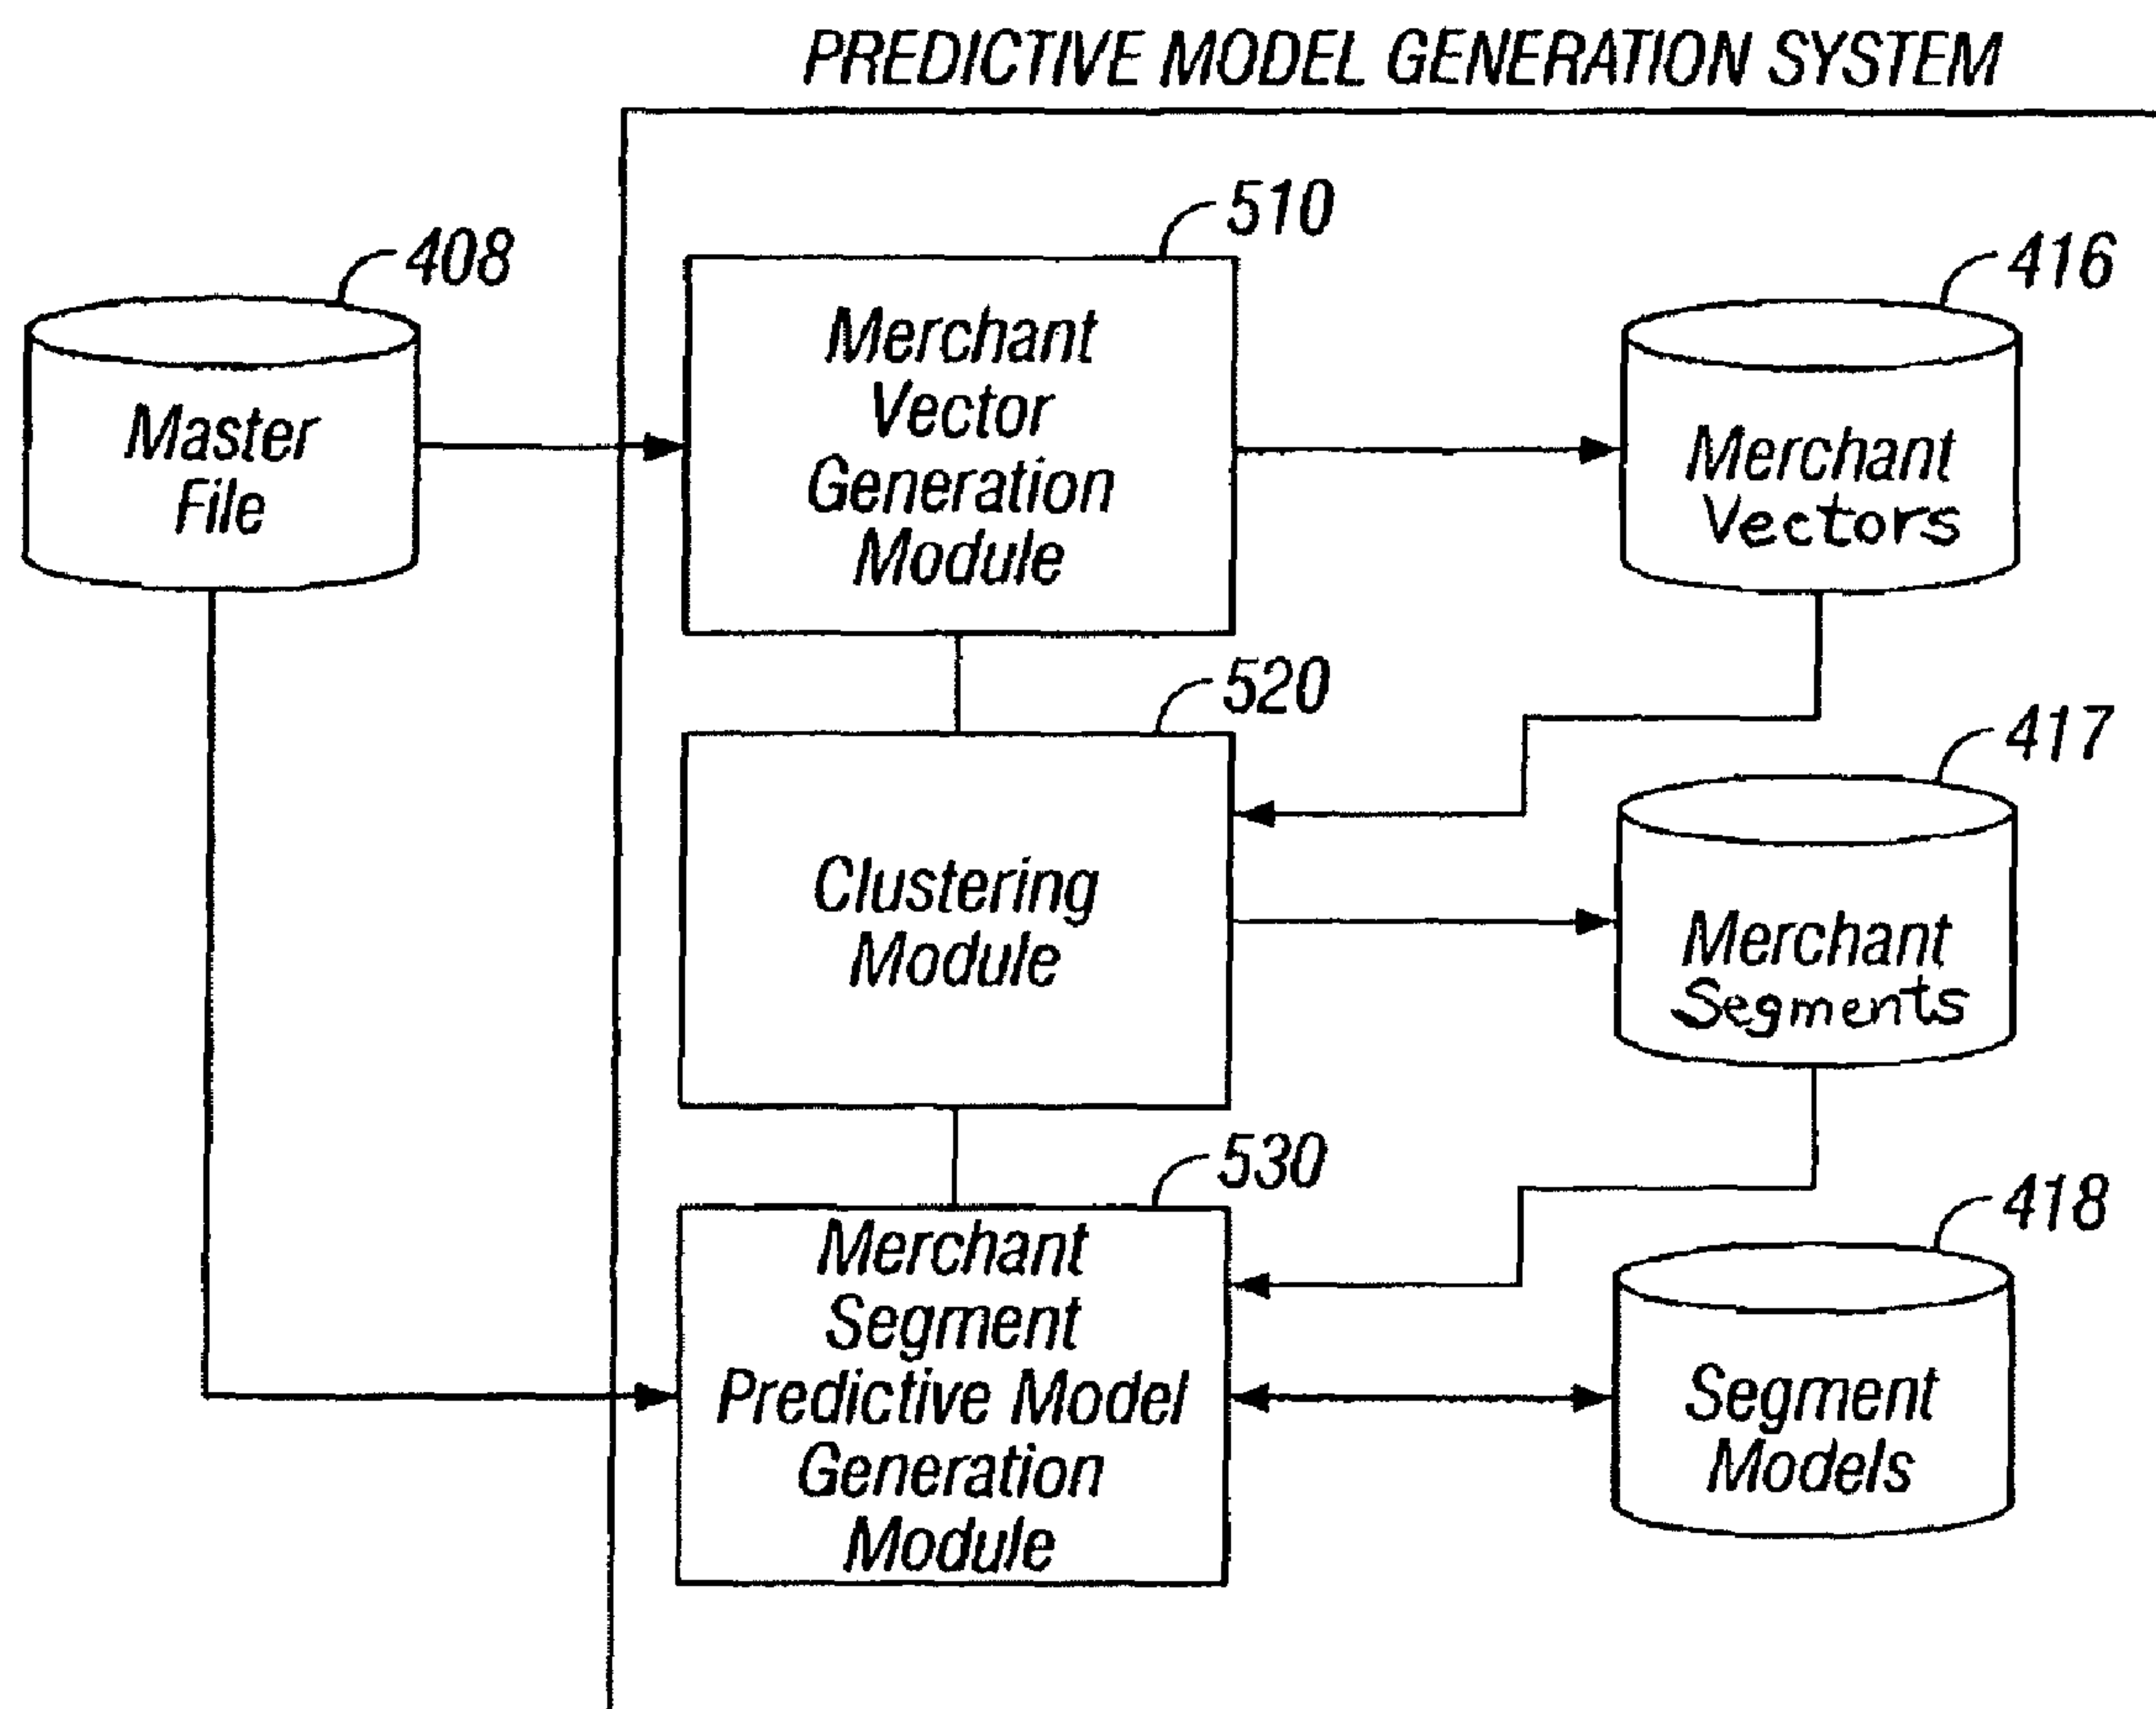 PREDICTIVE MODEL GENERATION SYSTEM
510
408
416
Merchant
Vector
Generation
Module
Master
File
Merchant
Vectors
520
417
Clustering
Module
Merchant
Segments
530
418
Merchant
Segment
Predictive Model
Generation
Module
Segment
Models